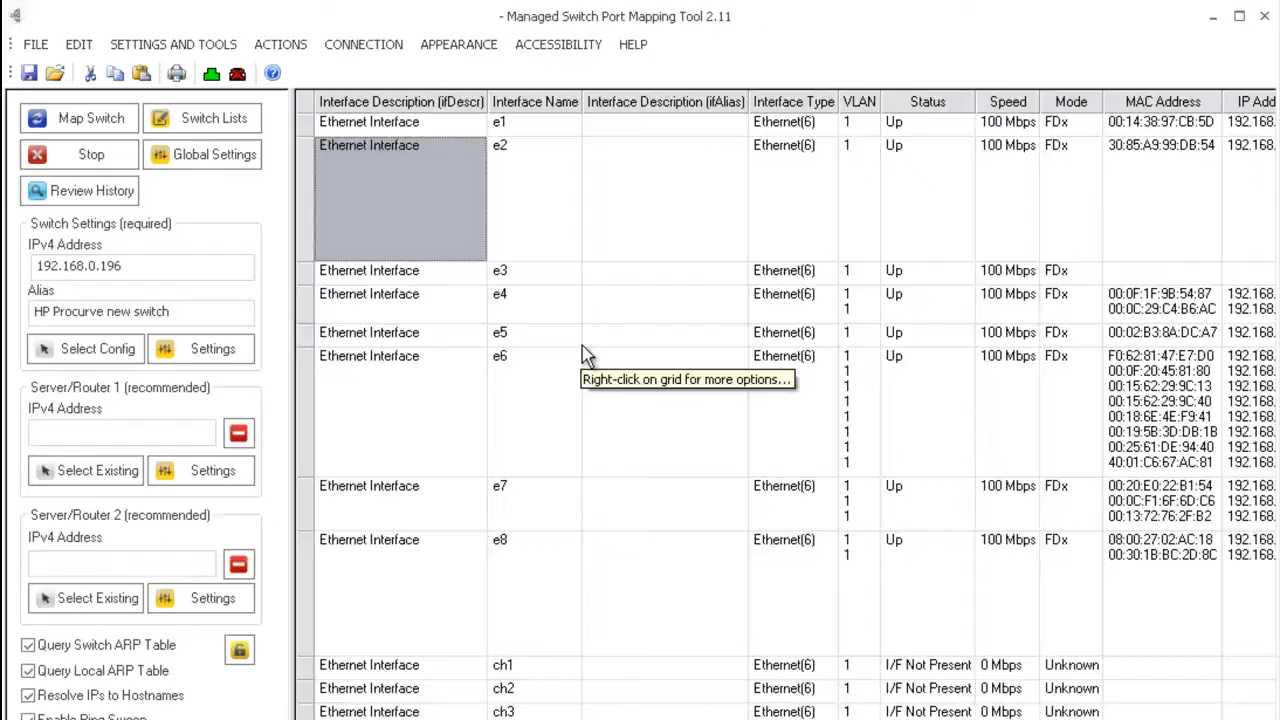 - Managed Switch Port Mapping Tool 2.11
FILE EDIT SETTINGS AND TOOLS ACTIONS CONNECTION APPEARANCE ACCESSIBILITY HELP
Map Switch Switch Lists
Stop Global Settings
Review History
Switch Settings (required)
IPv4 Address
192.168.0.196
Alias
HP Procurve new switch
Select Config Settings
Server/Router 1 (recommended)
IPv4 Address
Select Existing Settings
Server/Router 2 (recommended)
IPv4 Address
Select Existing Settings
Query Switch ARP Table
Query Local ARP Table
Resolve IPs to Hostnames
Enable Ping Sweep
Interface Description (ifDescr) Interface Name Interface Description (ifAlias) Interface Type VLAN Status Speed Mode MAC Address IP Add
Ethernet Interface e1 Ethernet(6) 1 Up 100 Mbps FDx 00:14:38:97:CB:5D 192.168.
Ethernet Interface e2 Ethernet(6) 1 Up 100 Mbps FDx 30:85:A9:99:DB:54 192.168.
Ethernet Interface e3 Ethernet(6) 1 Up 100 Mbps FDx
Ethernet Interface e4 Ethernet(6) 1 Up 100 Mbps FDx 00:0F:1F:9B:54:87 192.168.
1 00:0C:29:C4:B6:AC 192.168.
Ethernet Interface e5 Ethernet(6) 1 Up 100 Mbps FDx 00:02:B3:8A:DC:A7 192.168.
Ethernet Interface e6 Ethernet(6) 1 Up 100 Mbps FDx F0:62:81:47:E7:D0 192.168.
1 00:0F:20:45:81:80 192.168.
Right-click on grid for more options...
1 00:15:62:29:9C:13 192.168.
1 00:15:62:29:9C:40 192.168.
1 00:18:6E:4E:F9:41 192.168.
1 00:19:5B:3D:DB:1B 192.168.
1 00:25:61:DE:94:40 192.168.
1 40:01:C6:67:AC:81 192.168.
Ethernet Interface e7 Ethernet(6) 1 Up 100 Mbps FDx 00:20:E0:22:B1:54 192.168.
1 00:0C:F1:6F:6D:C6 192.168.
1 00:13:72:76:2F:B2 192.168.
Ethernet Interface e8 Ethernet(6) 1 Up 100 Mbps FDx 08:00:27:02:AC:18 192.168.
1 00:30:1B:BC:2D:8C 192.168.
Ethernet Interface ch1 Ethernet(6) 1 I/F Not Present 0 Mbps Unknown
Ethernet Interface ch2 Ethernet(6) 1 I/F Not Present 0 Mbps Unknown
Ethernet Interface ch3 Ethernet(6) 1 I/F Not Present 0 Mbps Unknown